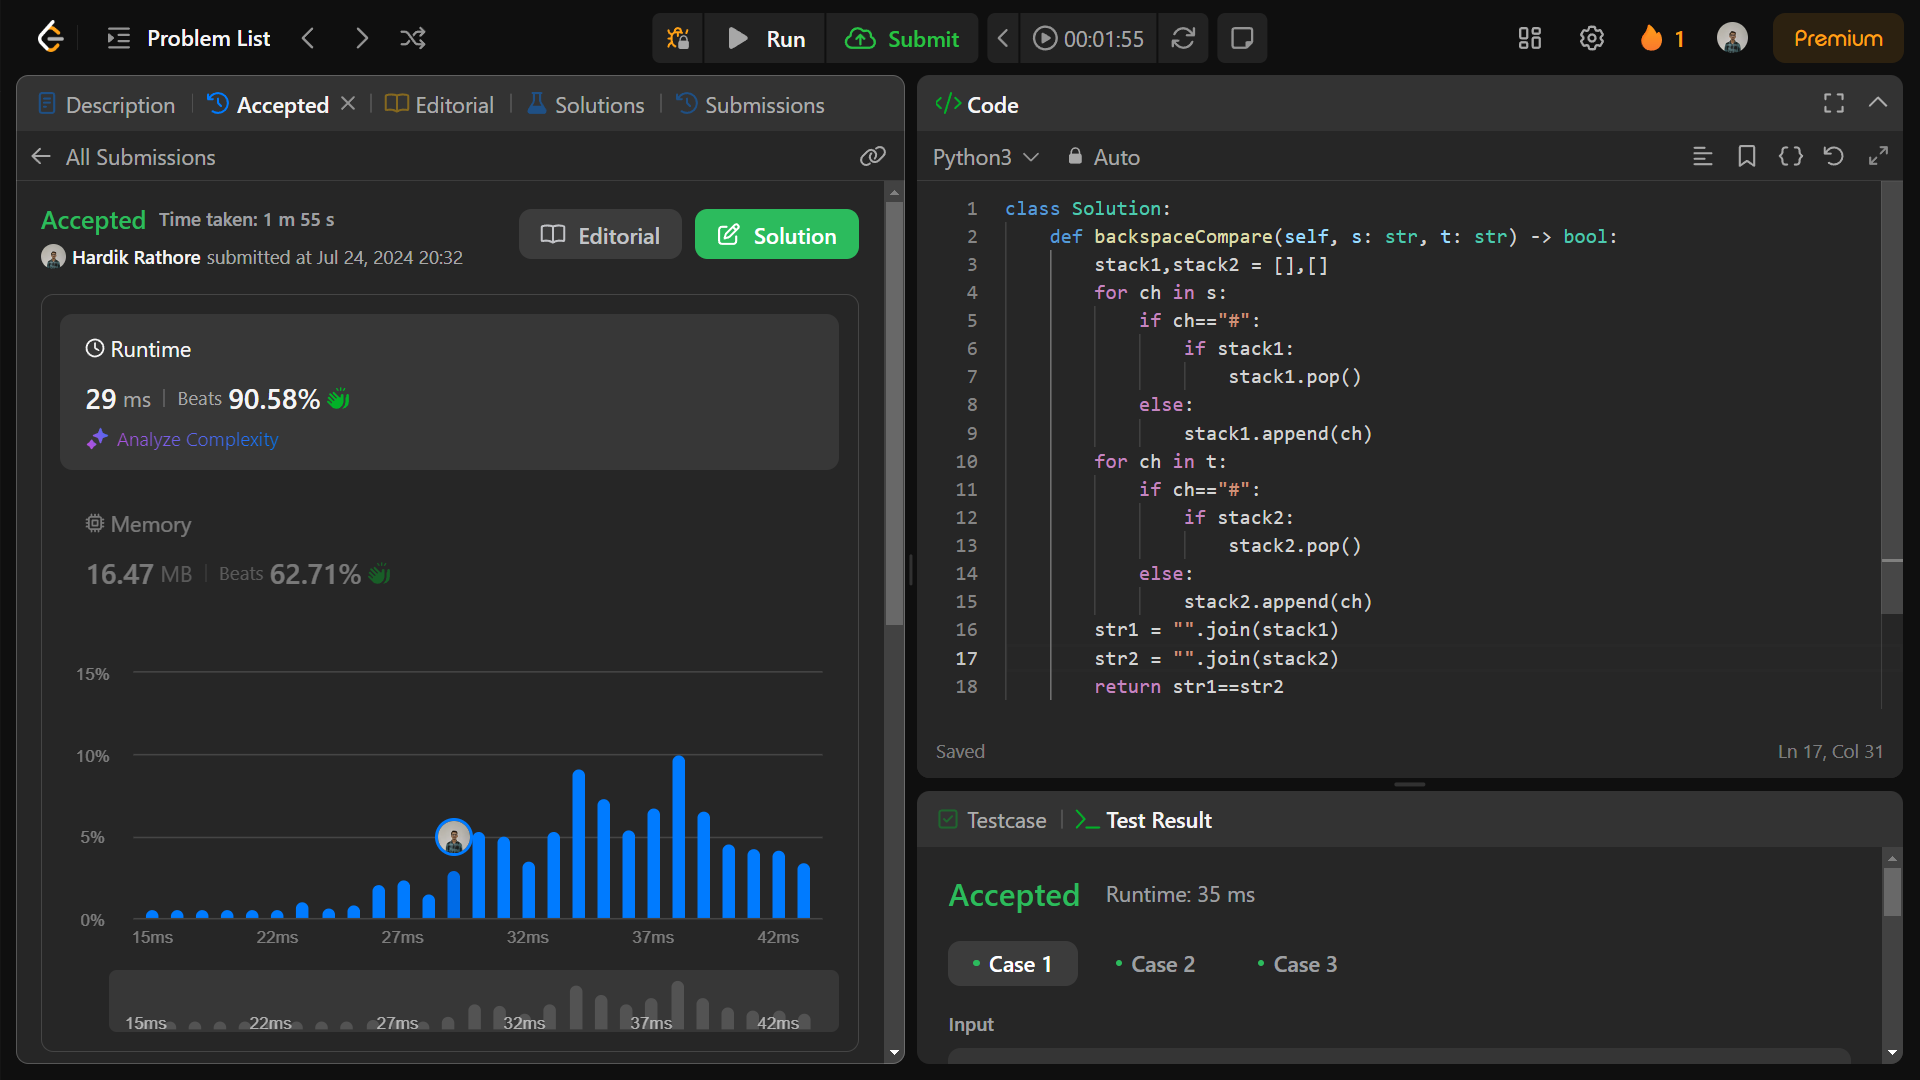 Problem List
Run
Submit
00:01:55
1
Premium
Description
Accepted
Editorial
Solutions
Submissions
All Submissions
Accepted Time taken: 1 m 55 s
Hardik Rathore submitted at Jul 24, 2024 20:32
Editorial
Solution
Runtime
29 ms | Beats 90.58%
Analyze Complexity
Memory
16.47 MB | Beats 62.71%
15%
10%
5%
0%
15ms 22ms 27ms 32ms 37ms 42ms
15ms 22ms 27ms 32ms 37ms 42ms
</> Code
Python3 Auto
1 class Solution:
2     def backspaceCompare(self, s: str, t: str) -> bool:
3         stack1,stack2 = [],[]
4         for ch in s:
5             if ch=="#":
6                 if stack1:
7                     stack1.pop()
8             else:
9                 stack1.append(ch)
10         for ch in t:
11             if ch=="#":
12                 if stack2:
13                     stack2.pop()
14             else:
15                 stack2.append(ch)
16         str1 = "".join(stack1)
17         str2 = "".join(stack2)
18         return str1==str2
Saved
Ln 17, Col 31
Testcase
Test Result
Accepted Runtime: 35 ms
Case 1
Case 2
Case 3
Input